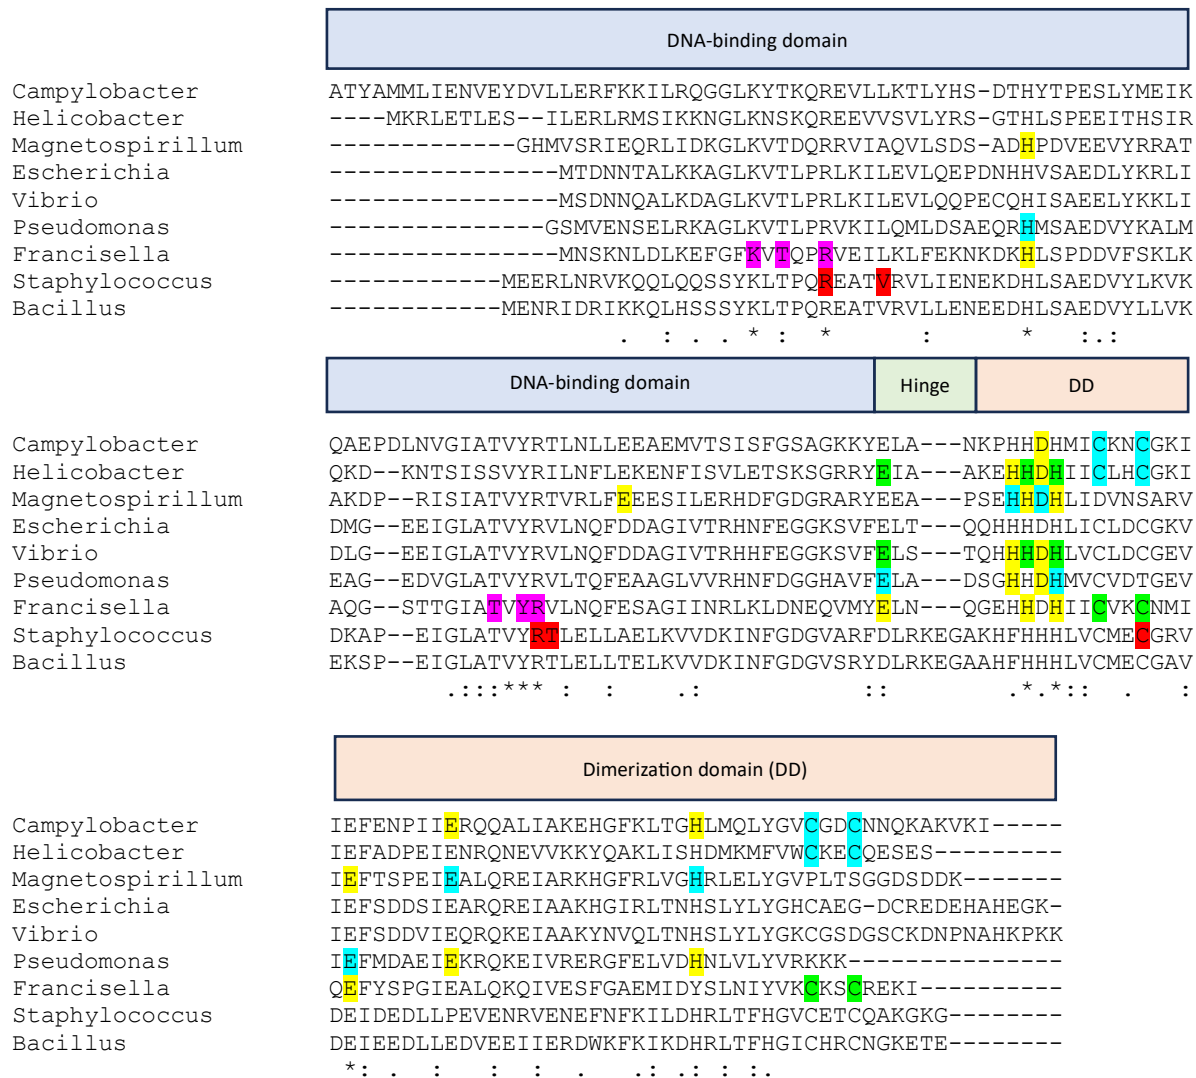 DNA-binding domain
Campylobacter ATYAMMLIENVEYDVLLERFKKILRQGGLKYTKQREVLLKTLYHS-DTHYTPESLYMEIK
Helicobacter ----MKRLETLES--ILERLRMSIKKNGLKNSKQREEVVSVLYRS-GTHLSPEEITHSIR
Magnetospirillum -------------GHMVSRIEQRLIDKGLKVTDQRRVIAQVLSDS-ADHPDVEEVYRRAT
Escherichia ----------------MTDNNTALKKAGLKVTLPRLKILEVLQEPDNHHVSAEDLYKRLI
Vibrio ----------------MSDNNQALKDAGLKVTLPRLKILEVLQQPECQHISAEELYKKLI
Pseudomonas ---------------GSMVENSELRKAGLKVTLPRVKILQMLDSAEQRHMSAEDVYKALM
Francisella ----------------MNSKNLDLKEFGFKVTQPRVEILKLFEKNKDKHLSPDDVFSKLK
Staphylococcus ------------MEERLNRVKQQLQQSSYKLTPQREATVRVLIENEKDHLSAEDVYLKVK
Bacillus ------------MENRIDRIKKQLHSSSYKLTPQREATVRVLLENEEDHLSAEDVYLLVK
. : . . * * : * :.:
DNA-binding domain Hinge DD
Campylobacter QAEPDLNVGIATVYRTLNLLEEAEMVTSISFGSAGKKYELA---NKPHHDHMICKNCGKI
Helicobacter QKD--KNTSISSVYRILNFLEKENFISVLETSKSGRRYEIA---AKEHHDHIICLHCGKI
Magnetospirillum AKDP--RISIATVYRTVRLFEEESILERHDFGDGRARYEEA---PSEHHDHLIDVNSARV
Escherichia DMG--EEIGLATVYRVLNQFDDAGIVTRHNFEGGKSVFELT---QQHHHDHLICLDCGKV
Vibrio DLG--EEIGLATVYRVLNQFDDAGIVTRHHFEGGKSVFELS---TQHHHDHLVCLDCGEV
Pseudomonas EAG--EDVGLATVYRVLTQFEAAGLVVRHNFDGGHAVFELA---DSGHHDHMVCVDTGEV
Francisella AQG--STTGIATVYRVLNQFESAGIINRLKLDNEQVMYELN---QGEHHDHIICVKCNMI
Staphylococcus DKAP--EIGLATVYRTLELLAELKVVDKINFGDGVARFDLRKEGAKHFHHHLVCMECGRV
Bacillus EKSP--EIGLATVYRTLELLTELKVVDKINFGDGVSRYDLRKEGAAHFHHHLVCMECGAV
.:::*** : : .: :: .*.*:: . :
Dimerization domain (DD)
Campylobacter IEFENPIIERQQALIAKEHGFKLTGHLMQLYGVCGDCNNQKAKVKI-----
Helicobacter IEFADPEIENRQNEVVKKYQAKLISHDMKMFVWCKECQESES---------
Magnetospirillum IEFTSPEIEALQREIARKHGFRLVGHRLELYGVPLTSGGDSDDK-------
Escherichia IEFSDDSIEARQREIAAKHGIRLTNHSLYLYGHCAEG-DCREDEHAHEGK-
Vibrio IEFSDDVIEQRQKEIAAKYNVQLTNHSLYLYGKCGSDGSCKDNPNAHKPKK
Pseudomonas IEFMDAEIEKRQKEIVRERGFELVDHNLVLYVRKKK---------------
Francisella QEFYSPGIEALQKQIVESFGAEMIDYSLNIYVKCKSCREKI----------
Staphylococcus DEIDEDLLPEVENRVENEFNFKILDHRLTFHGVCETCQAKGKG--------
Bacillus DEIEEDLLEDVEEIIERDWKFKIKDHRLTFHGICHRCNGKETE--------
*: . : : . .: .: :.